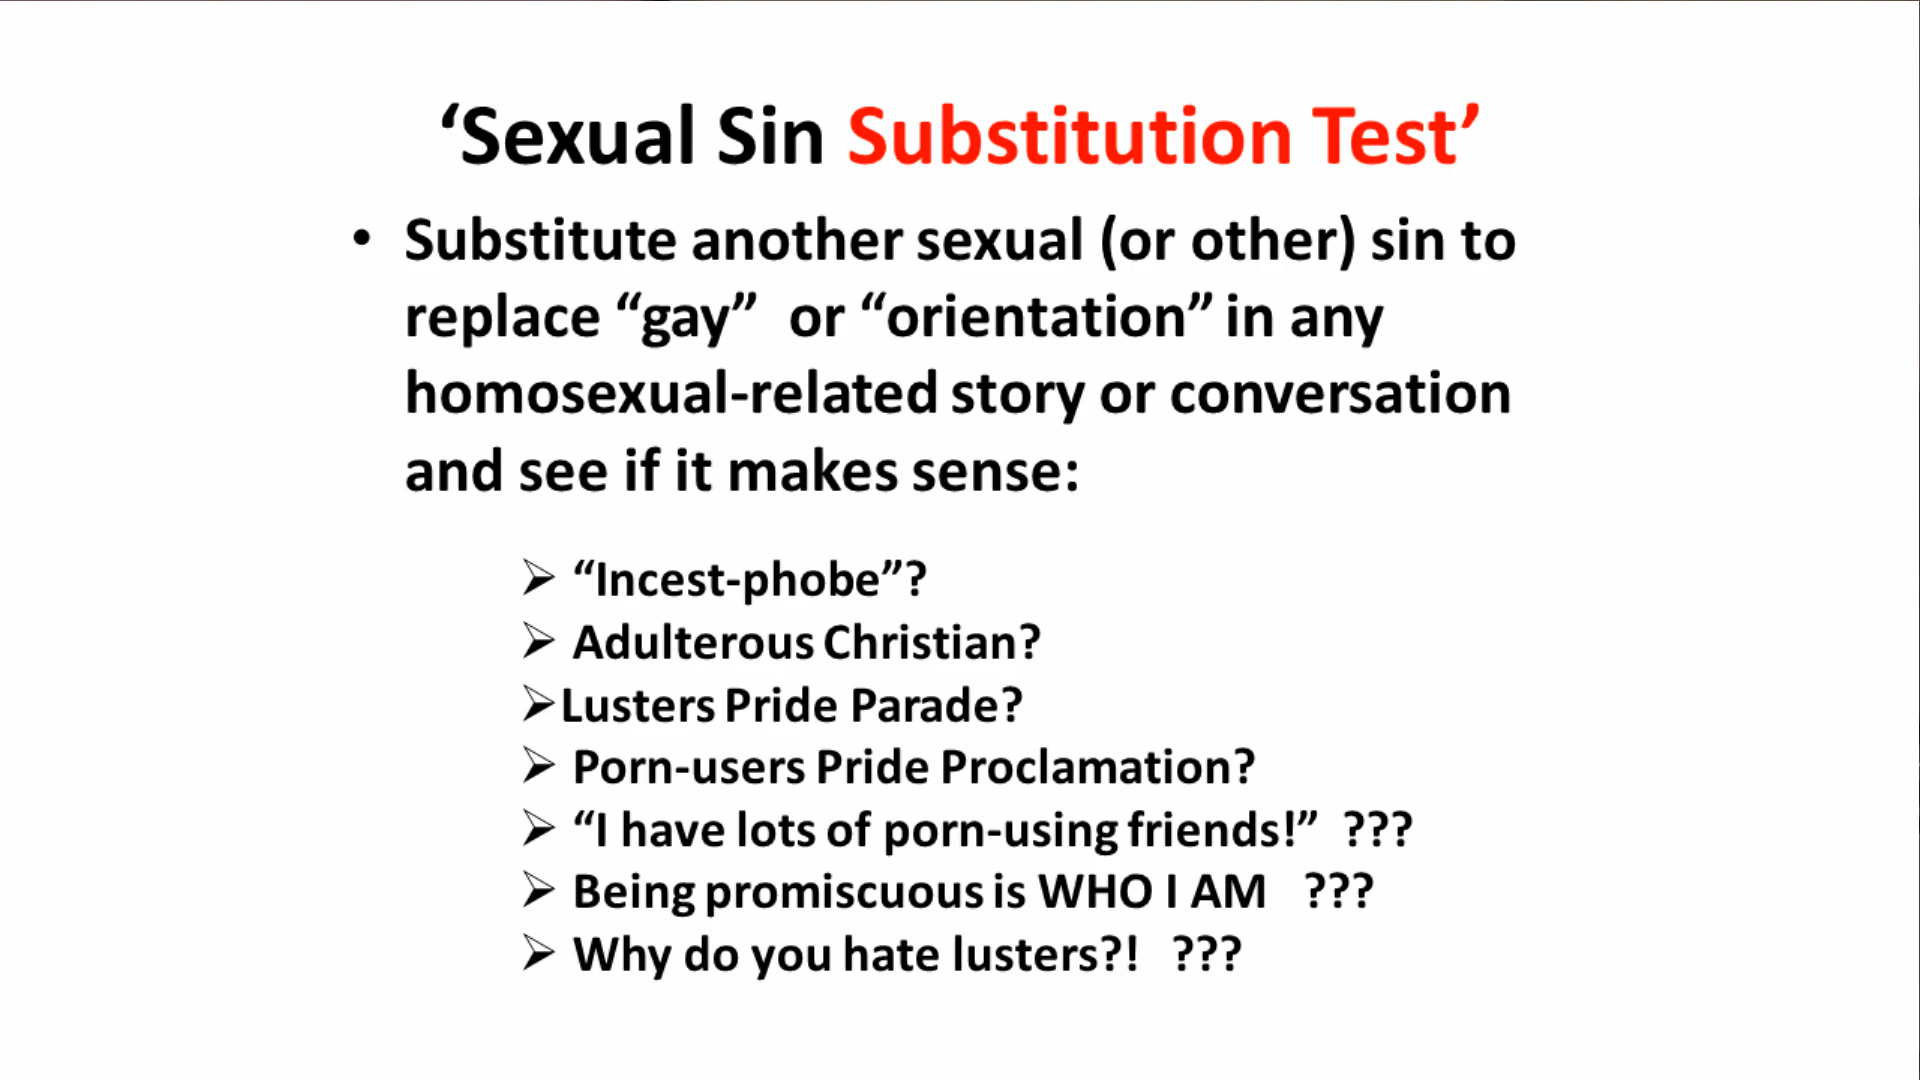 ‘Sexual Sin Substitution Test’
• Substitute another sexual (or other) sin to
replace “gay” or “orientation” in any
homosexual-related story or conversation
and see if it makes sense:
➢ “Incest-phobe”?
➢ Adulterous Christian?
➢Lusters Pride Parade?
➢ Porn-users Pride Proclamation?
➢ “I have lots of porn-using friends!” ???
➢ Being promiscuous is WHO I AM ???
➢ Why do you hate lusters?! ???